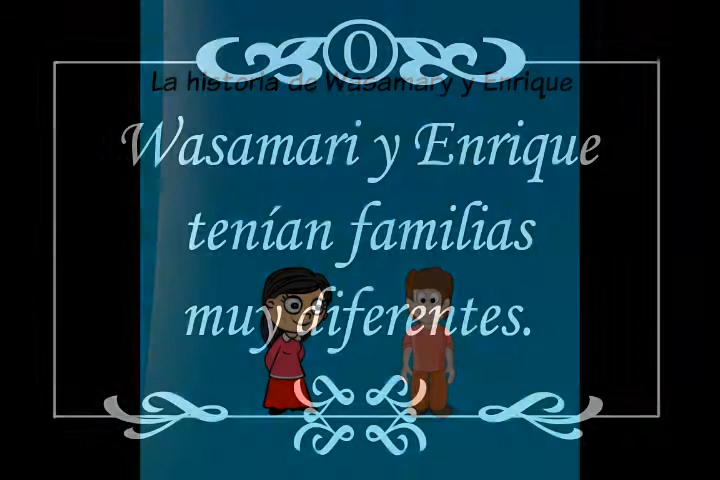 O
La historia de Wasamary y Enrique
Wasamari y Enrique
tenían familias
muy diferentes.